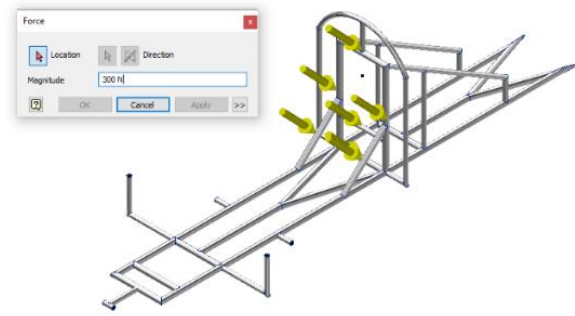 Force
x
Location
Direction
Magnitude
300 N
?
OK
Cancel
Apply
>>